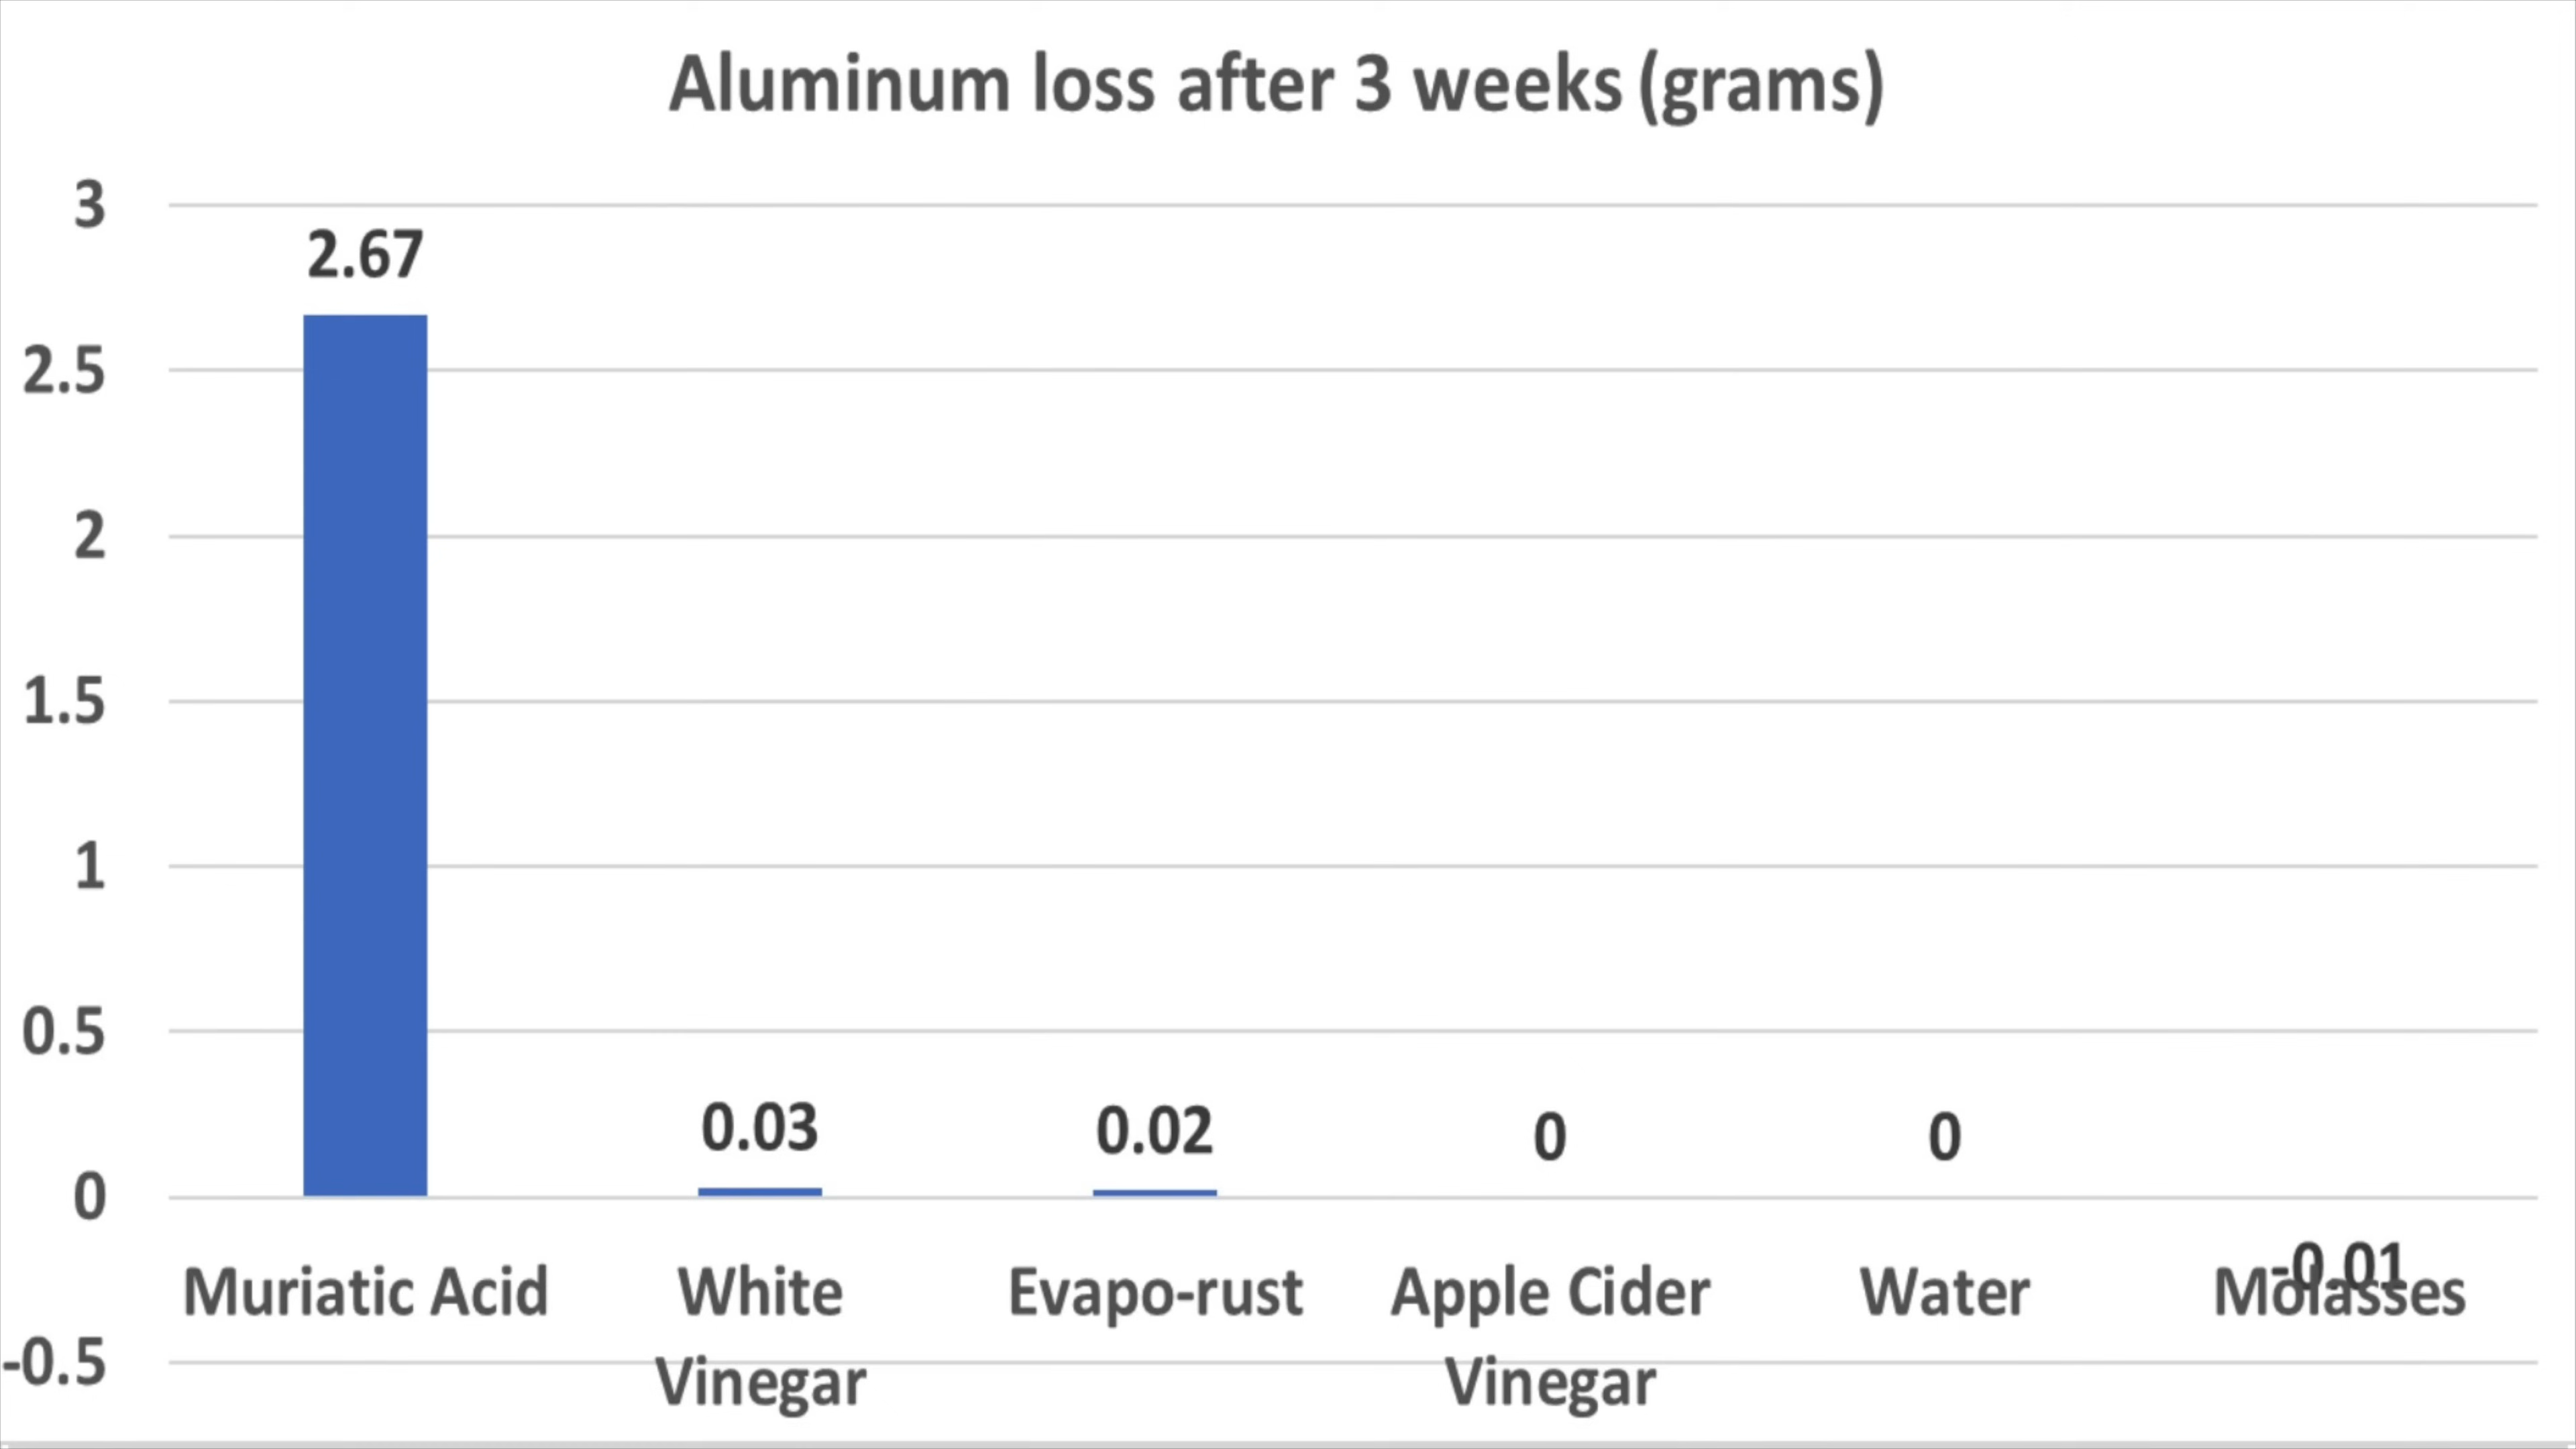 Aluminum loss after 3 weeks (grams)
3
2.5
2
1.5
1
0.5
0
-0.5
2.67
0.03
0.02
0
0
-0.01
Muriatic Acid
White
Vinegar
Evapo-rust
Apple Cider
Vinegar
Water
Molasses